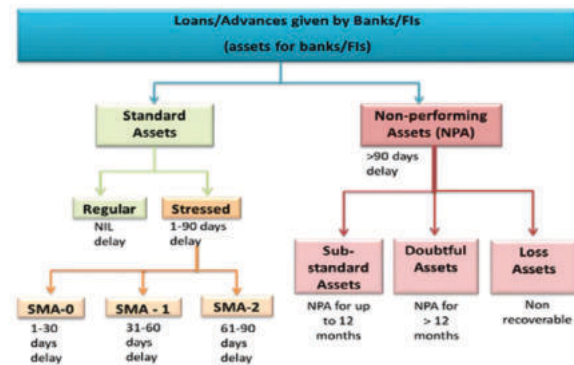 Loans/Advances given by Banks/FIs
(assets for banks/FIs)
Standard
Assets
Non-performing
Assets (NPA)
>90 days
delay
Regular
NIL
delay
Stressed
1-90 days
delay
Sub-
standard
Assets
NPA for up
to 12
months
Doubtful
Assets
NPA for
> 12
months
Loss
Assets
Non
recoverable
SMA-0
1-30
days
delay
SMA - 1
31-60
days
delay
SMA-2
61-90
days
delay